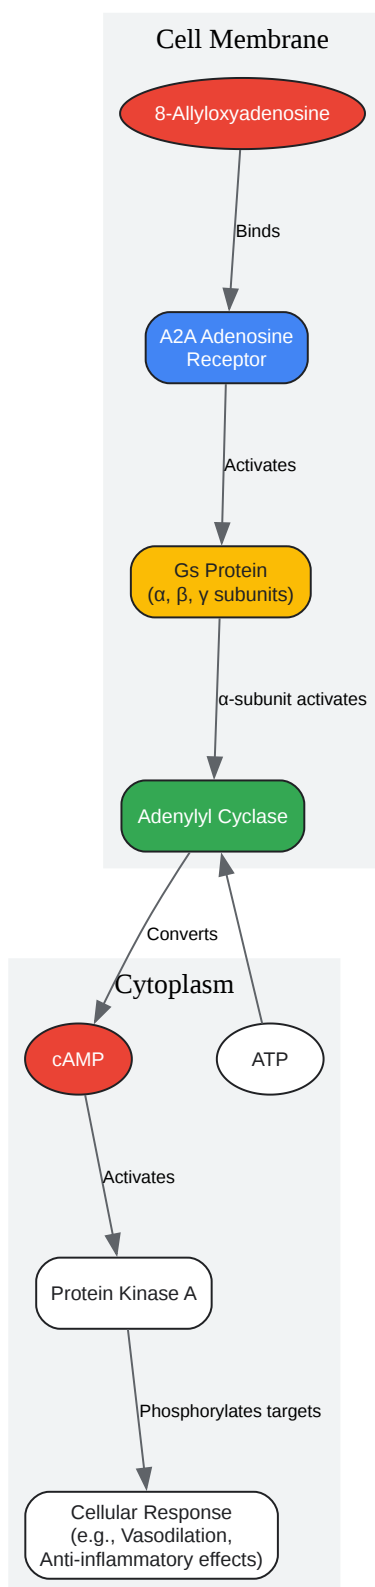 Cell Membrane
8-Allyloxyadenosine
Binds
A2A Adenosine
Receptor
Activates
Gs Protein
(α, β, γ subunits)
α-subunit activates
Adenylyl Cyclase
Converts
Cytoplasm
cAMP
ATP
Activates
Protein Kinase A
Phosphorylates targets
Cellular Response
(e.g., Vasodilation,
Anti-inflammatory effects)